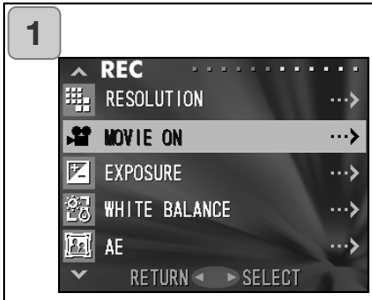 1
REC
RESOLUTION
MOVIE ON
EXPOSURE
WHITE BALANCE
AE
RETURN SELECT